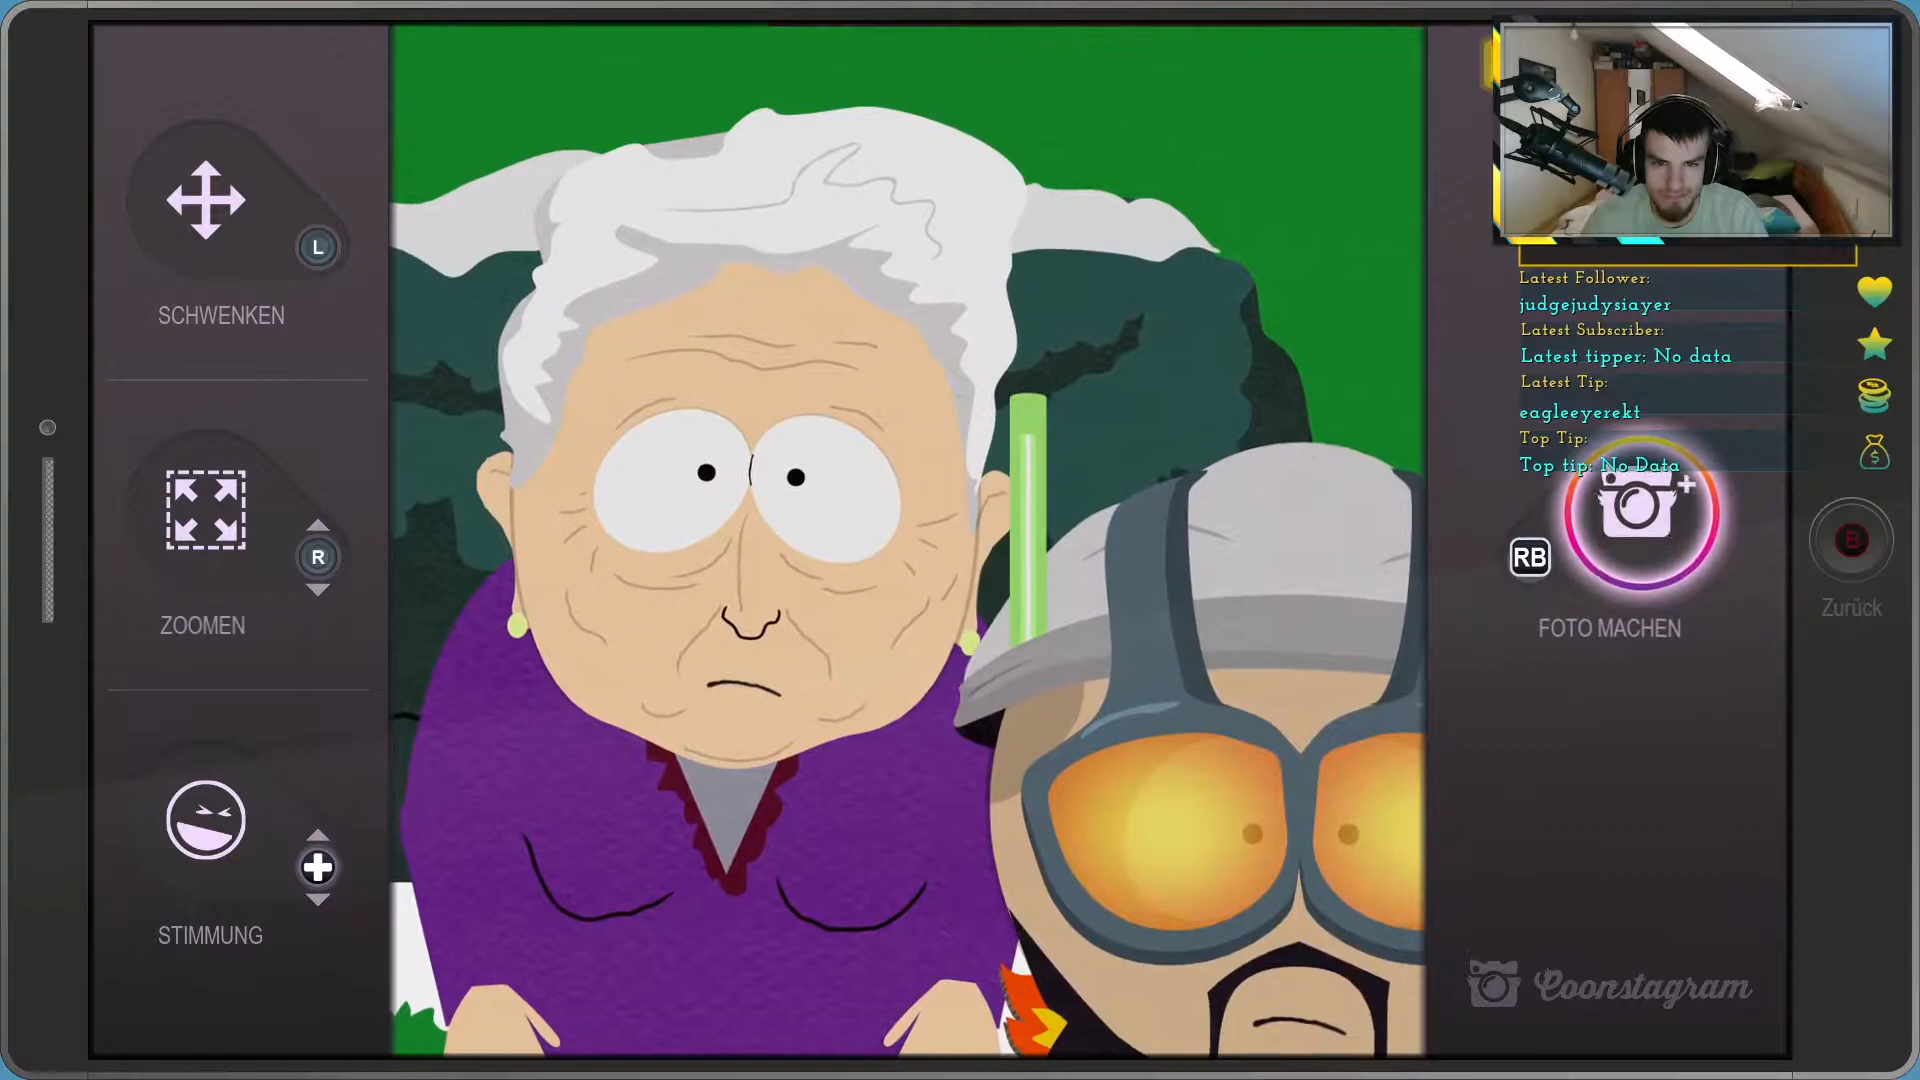 L
SCHWENKEN
R
ZOOMEN
STIMMUNG
Latest Follower:
judgejudysiayer
Latest Subscriber:
Latest tipper: No data
Latest Tip:
eagleeyerekt
Top Tip:
Top tip: No Data
RB
FOTO MACHEN
B
Zurück
Coonstagram